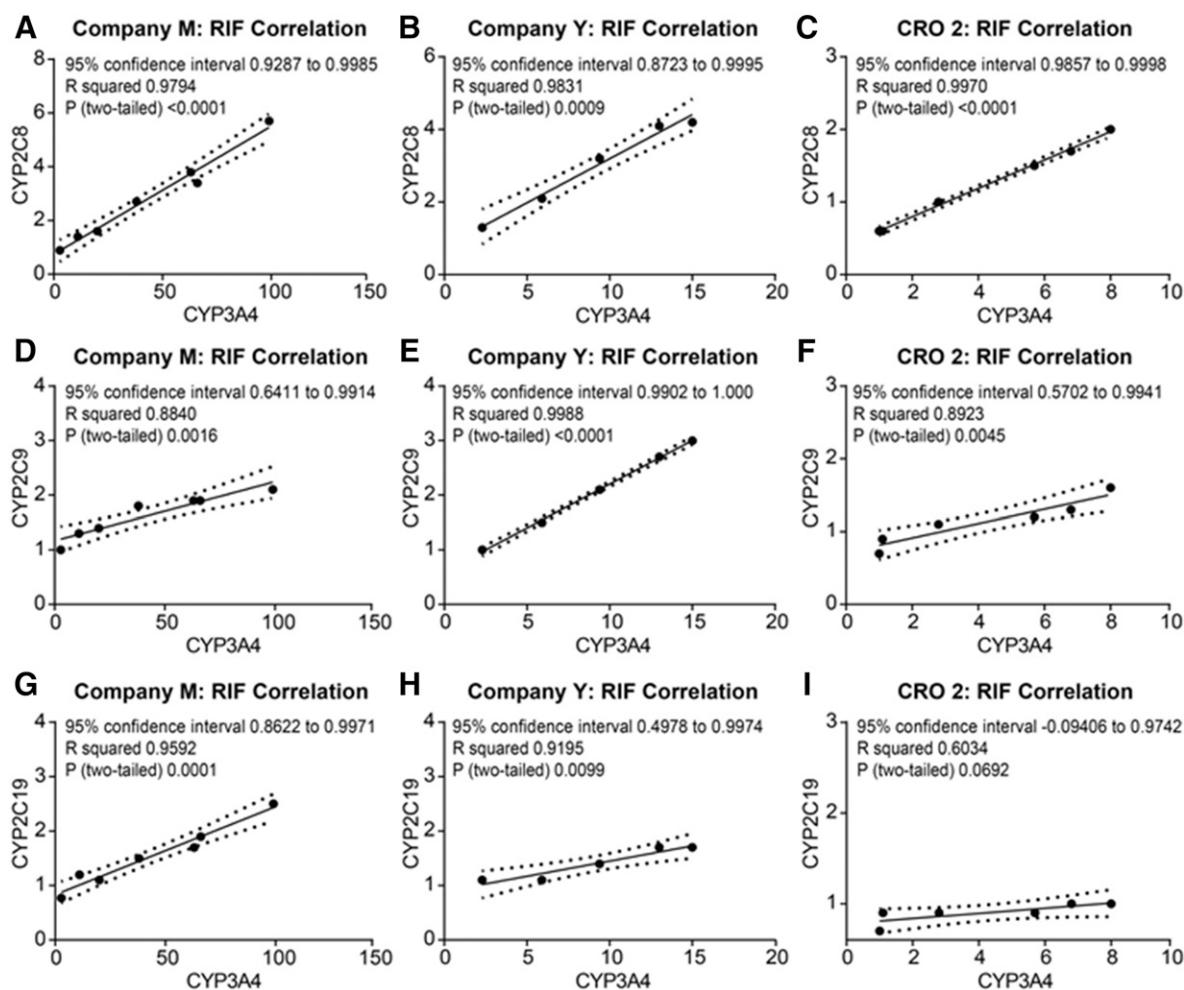 A Company M: RIF Correlation
95% confidence interval 0.9287 to 0.9985
R squared 0.9794
P (two-tailed) <0.0001
8
6
4
2
0
CYP2C8
0 50 100 150
CYP3A4
B Company Y: RIF Correlation
95% confidence interval 0.8723 to 0.9995
R squared 0.9831
P (two-tailed) 0.0009
6
4
2
0
CYP2C8
0 5 10 15 20
CYP3A4
C CRO 2: RIF Correlation
95% confidence interval 0.9857 to 0.9998
R squared 0.9970
P (two-tailed) <0.0001
3
2
1
0
CYP2C8
0 2 4 6 8 10
CYP3A4
D Company M: RIF Correlation
95% confidence interval 0.6411 to 0.9914
R squared 0.8840
P (two-tailed) 0.0016
4
3
2
1
0
CYP2C9
0 50 100 150
CYP3A4
E Company Y: RIF Correlation
95% confidence interval 0.9902 to 1.000
R squared 0.9988
P (two-tailed) <0.0001
4
3
2
1
0
CYP2C9
0 5 10 15 20
CYP3A4
F CRO 2: RIF Correlation
95% confidence interval 0.5702 to 0.9941
R squared 0.8923
P (two-tailed) 0.0045
3
2
1
0
CYP2C9
0 2 4 6 8 10
CYP3A4
G Company M: RIF Correlation
95% confidence interval 0.8622 to 0.9971
R squared 0.9592
P (two-tailed) 0.0001
4
3
2
1
0
CYP2C19
0 50 100 150
CYP3A4
H Company Y: RIF Correlation
95% confidence interval 0.4978 to 0.9974
R squared 0.9195
P (two-tailed) 0.0099
4
3
2
1
0
CYP2C19
0 5 10 15 20
CYP3A4
I CRO 2: RIF Correlation
95% confidence interval -0.09406 to 0.9742
R squared 0.6034
P (two-tailed) 0.0692
3
2
1
CYP2C19
0 2 4 6 8 10
CYP3A4